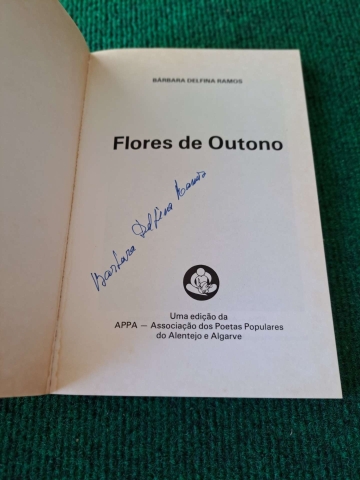 BÁRBARA DELFINA RAMOS
Flores de Outono
Barbara Delfina Ramos
Uma edição da
APPA — Associação dos Poetas Populares
do Alentejo e Algarve